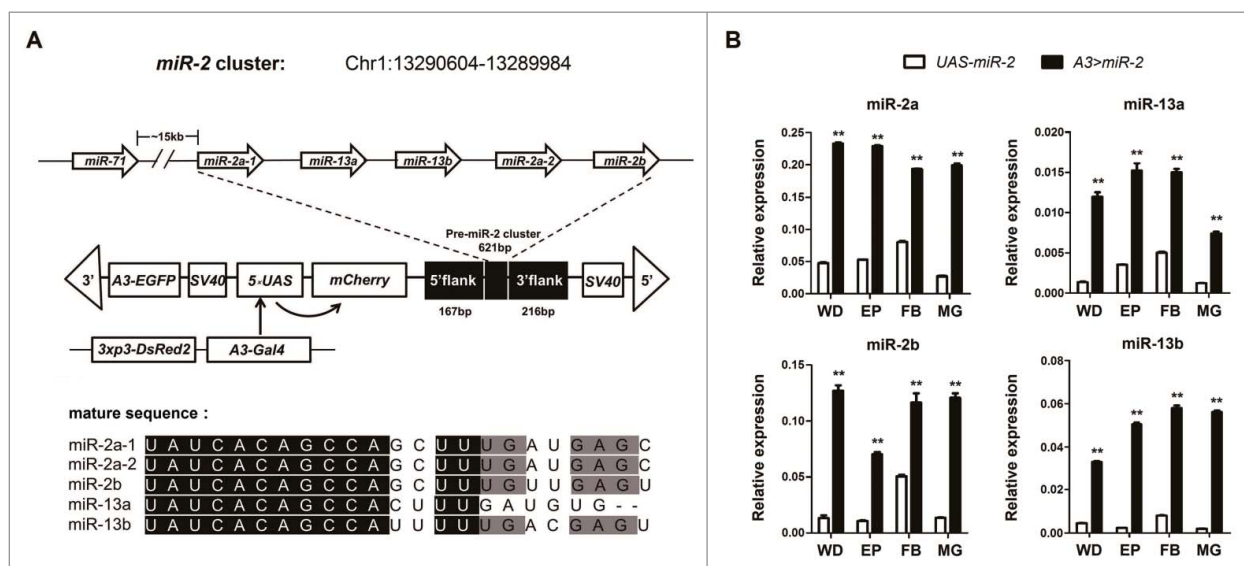 A
miR-2 cluster: Chr1:13290604-13289984
~15kb
miR-71 miR-2a-1 miR-13a miR-13b miR-2a-2 miR-2b
Pre-miR-2 cluster
621bp
3' A3-EGFP SV40 5×UAS mCherry 5'flank 3'flank SV40 5'
167bp 216bp
3xp3-DsRed2 A3-Gal4
mature sequence :
miR-2a-1 U A U C A C A G C C A G C U U U G A U G A G C
miR-2a-2 U A U C A C A G C C A G C U U U G A U G A G C
miR-2b U A U C A C A G C C A G C U U U G U U G A G U
miR-13a U A U C A C A G C C A C U U U G A U G U G - -
miR-13b U A U C A C A G C C A U U U U U G A C G A G U
B
UAS-miR-2 A3>miR-2
miR-2a
Relative expression
0.25
0.20
0.15
0.10
0.05
0.00
** ** ** **
WD EP FB MG
miR-13a
Relative expression
0.020
0.015
0.010
0.005
0.000
** ** ** **
WD EP FB MG
miR-2b
Relative expression
0.15
0.10
0.05
0.00
** ** ** **
WD EP FB MG
miR-13b
Relative expression
0.08
0.06
0.04
0.02
0.00
** ** ** **
WD EP FB MG